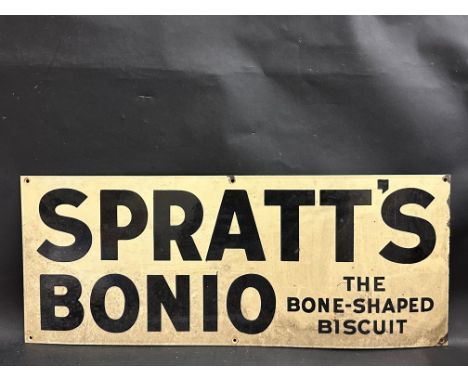 SPRATT'S
BONIO
THE
BONE-SHAPED
BISCUIT